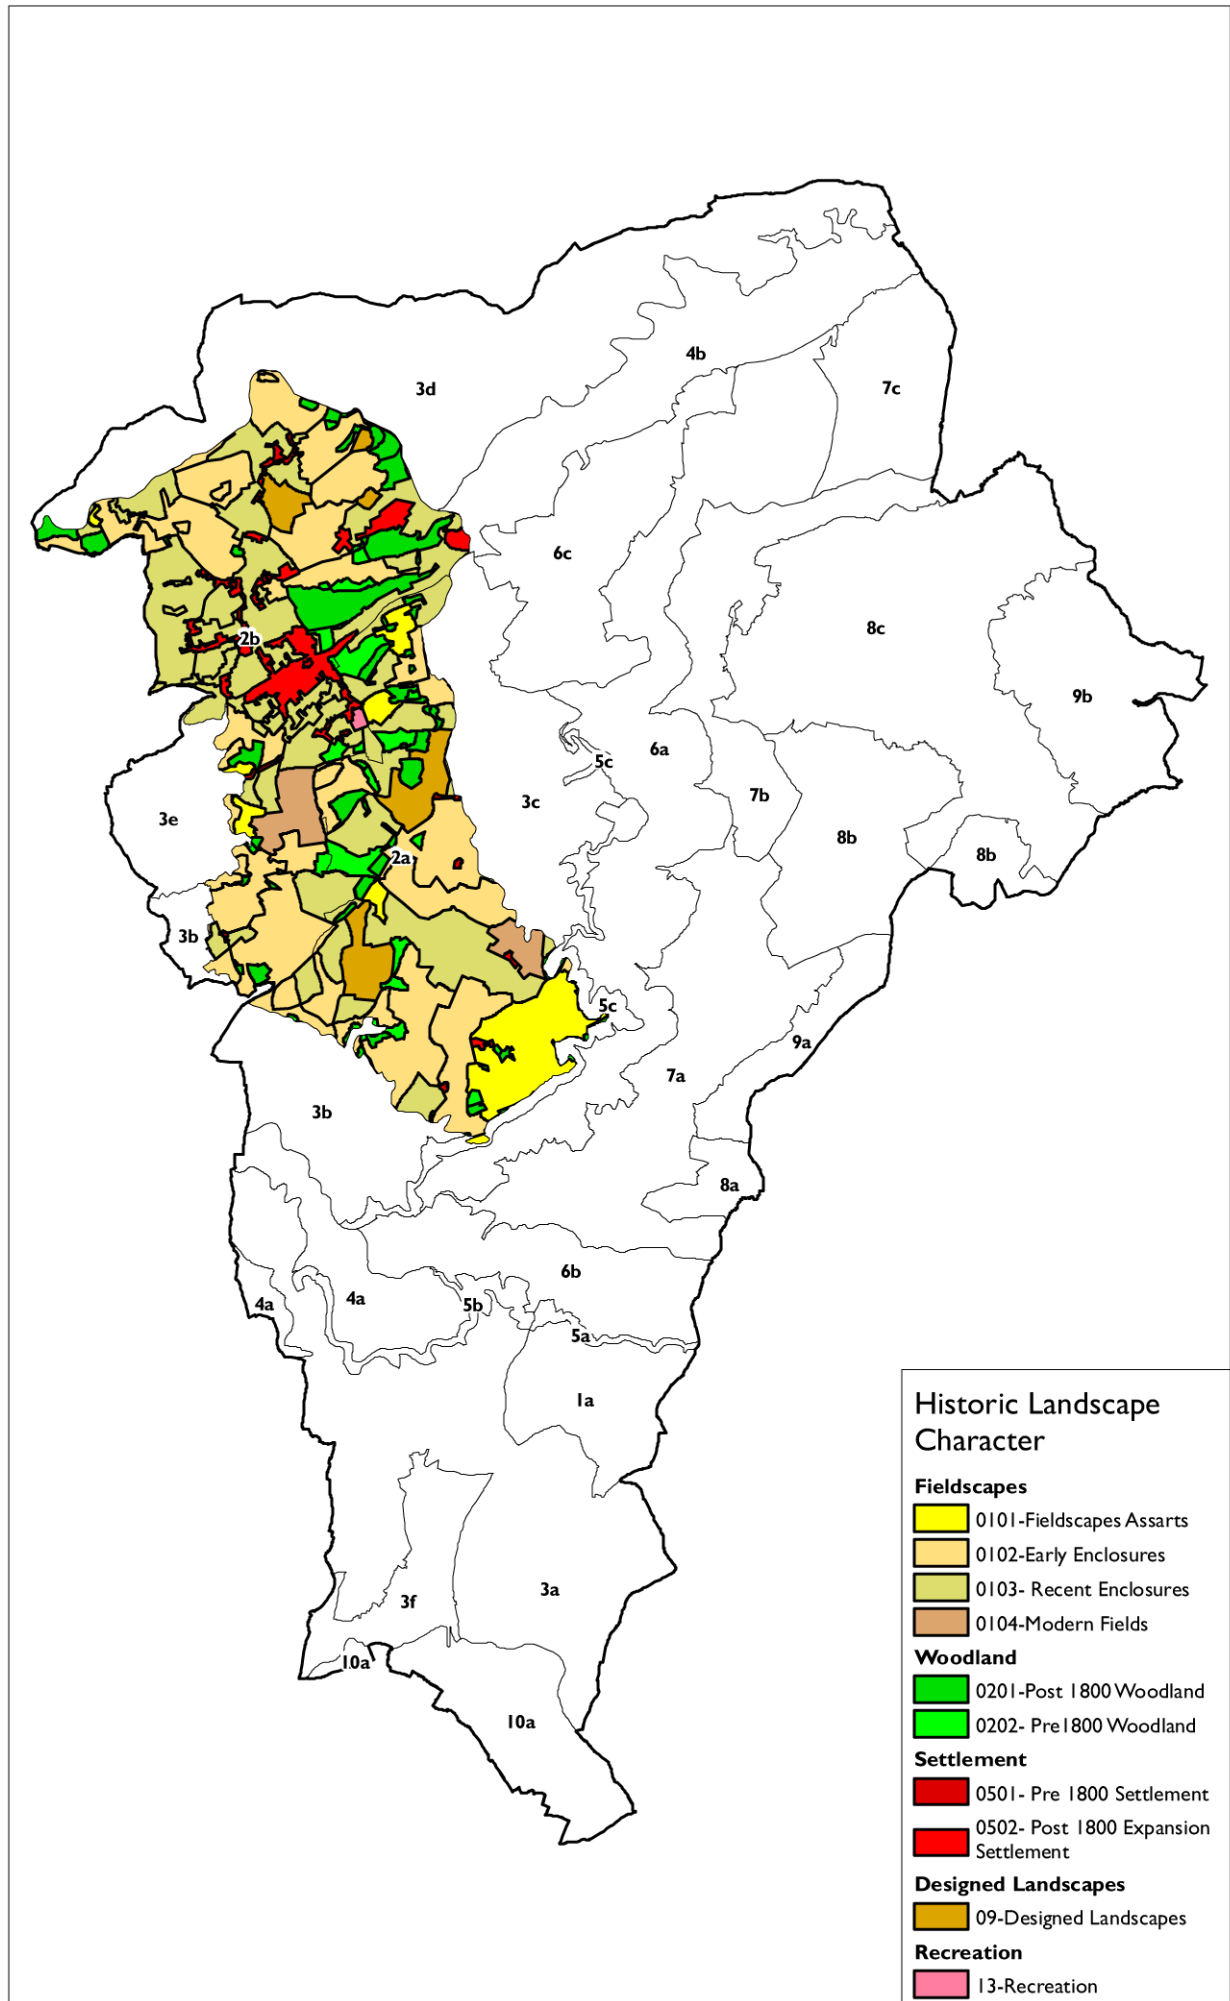 4b
3d
7c
6c
8c
2b
9b
6a
5c
7b
3c
3e
8b
8b
2a
3b
5c
9a
7a
3b
8a
6b
4a
4a
5b
5a
1a
3a
3f
10a
10a
Historic Landscape
Character
Fieldscapes
0101-Fieldscapes Assarts
0102-Early Enclosures
0103- Recent Enclosures
0104-Modern Fields
Woodland
0201-Post 1800 Woodland
0202- Pre1800 Woodland
Settlement
0501- Pre 1800 Settlement
0502- Post 1800 Expansion
Settlement
Designed Landscapes
09-Designed Landscapes
Recreation
13-Recreation